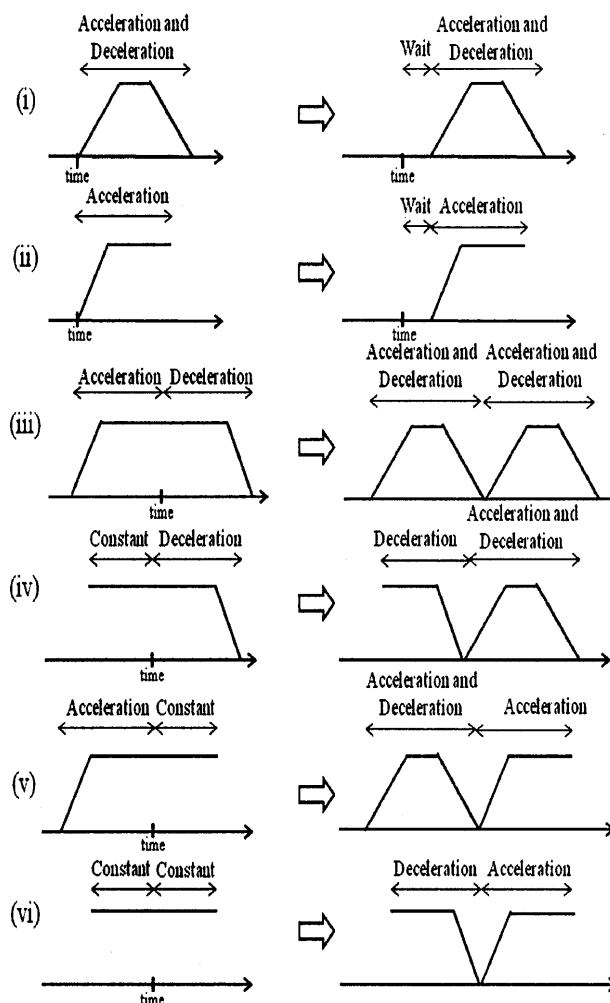 Acceleration and
Deceleration
Wait
Acceleration and
Deceleration
(i)
time
time
Acceleration
Wait Acceleration
(ii)
time
time
Acceleration Deceleration
Acceleration and
Deceleration
Acceleration and
Deceleration
(iii)
time
Constant Deceleration
Deceleration
Acceleration and
Deceleration
(iv)
time
Acceleration Constant
Acceleration and
Deceleration
Acceleration
(v)
time
Constant Constant
Deceleration Acceleration
(vi)
time